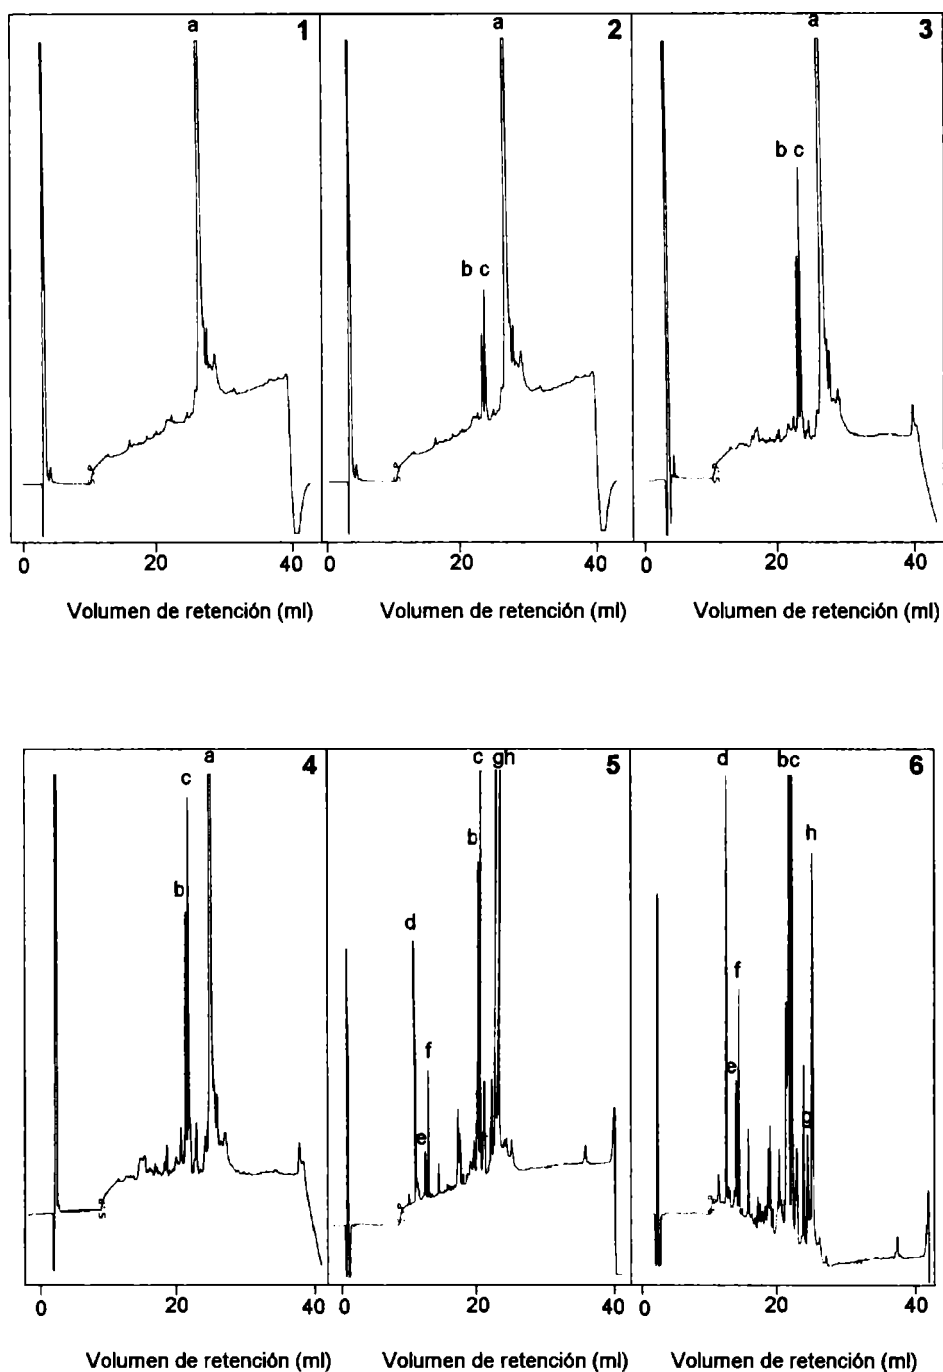 a 1 a 2 a 3
b c
b c
0 20 40 0 20 40 0 20 40
Volumen de retención (ml) Volumen de retención (ml) Volumen de retención (ml)
a 4 c gh 5 d bc 6
c
b
b
h
d
f
f
e
e
g
0 20 40 0 20 40 0 20 40
Volumen de retención (ml) Volumen de retención (ml) Volumen de retención (ml)